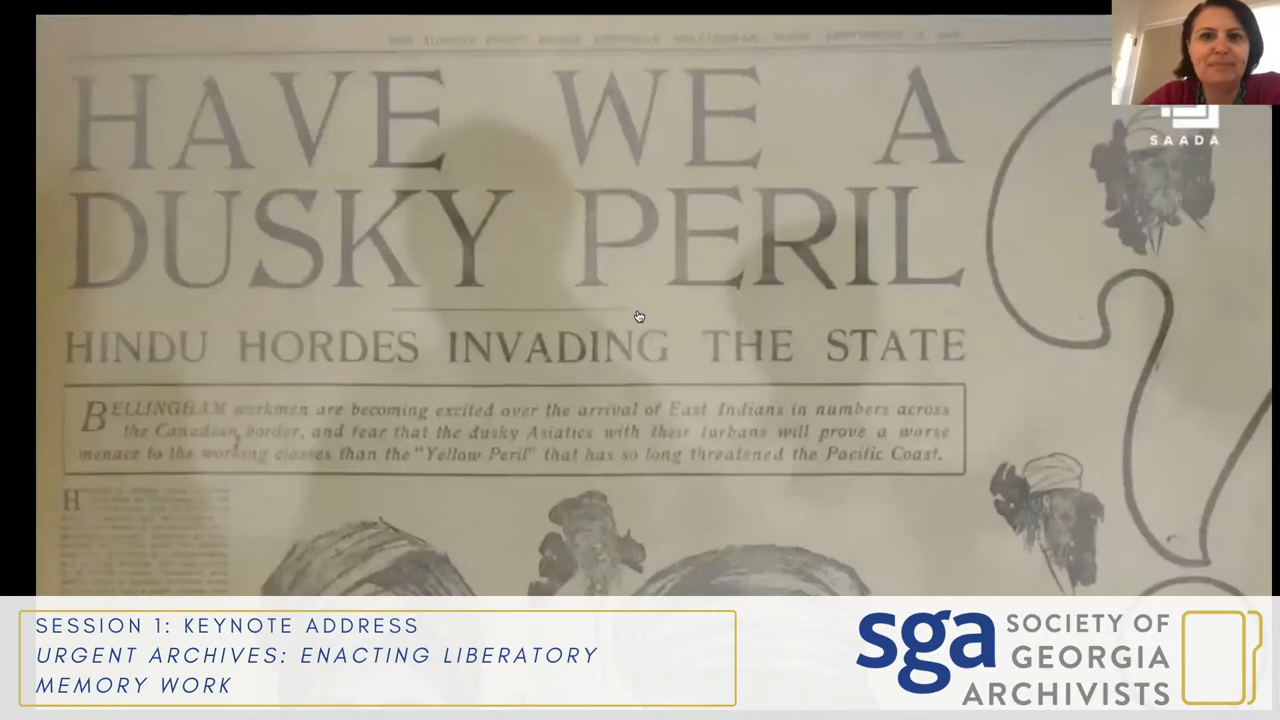 HAVE WE A
DUSKY PERIL
HINDU HORDES INVADING THE STATE
BELLINGHAM workmen are becoming excited over the arrival of East Indians in numbers across
the Canadian border, and fear that the dusky Asiatics with their turbans will prove a worse
menace to the working classes than the "Yellow Peril" that has so long threatened the Pacific Coast.
H
SAADA
SESSION 1: KEYNOTE ADDRESS
URGENT ARCHIVES: ENACTING LIBERATORY
MEMORY WORK
sga
SOCIETY OF
GEORGIA
ARCHIVISTS